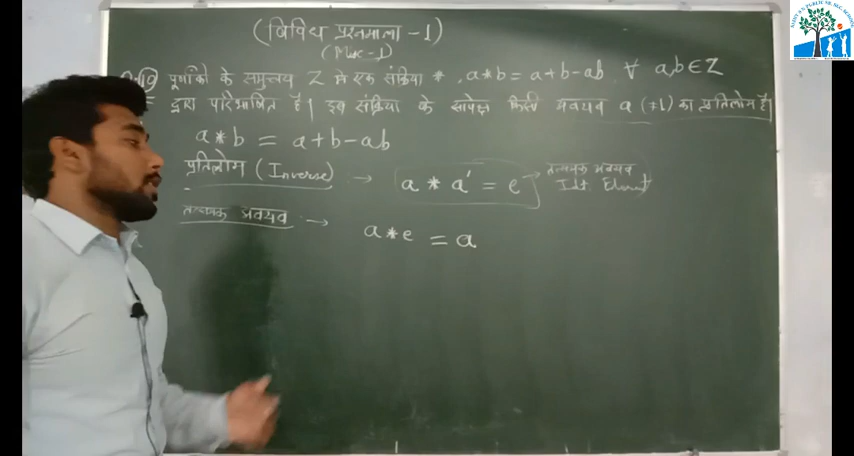 (विविध प्रश्नमाला - 1)
(Misc - 1)
पूर्णांकों के समुच्चय Z में एक संक्रिया *, a*b = a+b-ab, ∀ a,b ∈ Z
द्वारा परिभाषित है। इस संक्रिया के सापेक्ष किसी अवयव a (≠1) का प्रतिलोम है।
a * b = a+b-ab
प्रतिलोम (Inverse) → a * a' = e → तत्समक अवयव
Idt. Element
तत्समक अवयव → a*e = a